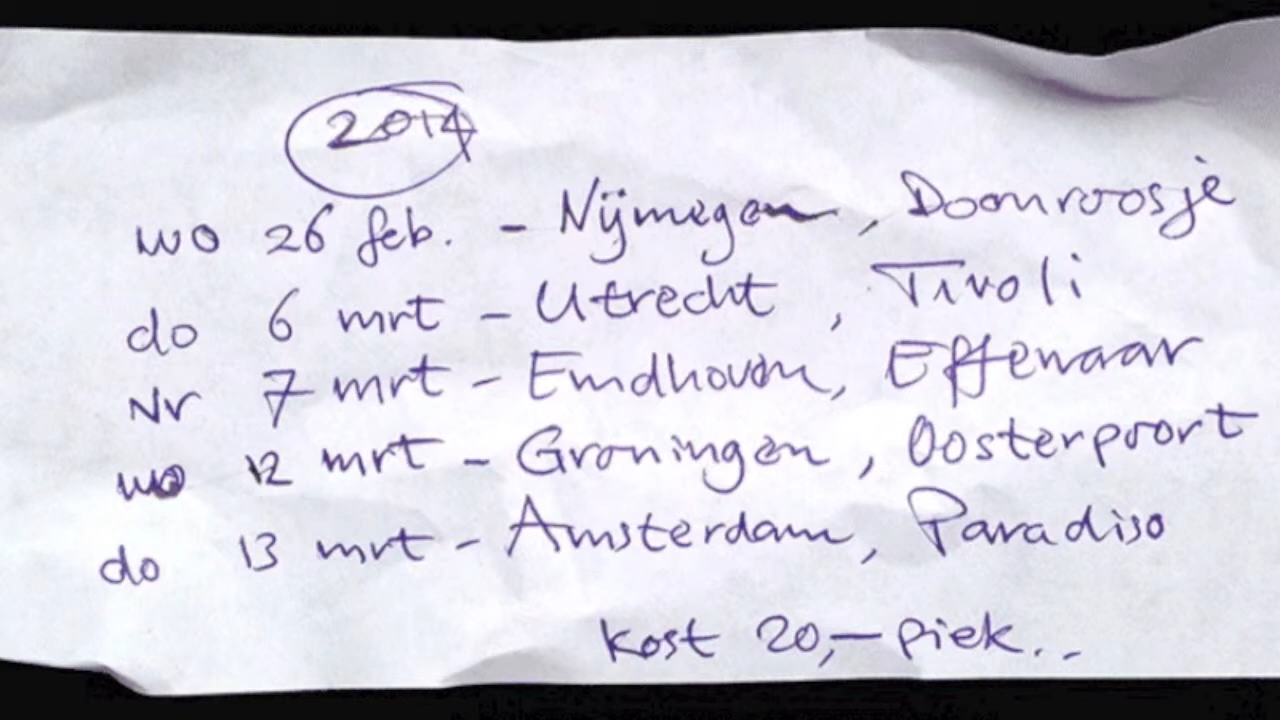 2014
wo 26 feb. - Nijmegen, Doornroosje
do 6 mrt - Utrecht, Tivoli
Vr 7 mrt - Eindhoven, Effenaar
wo 12 mrt - Groningen, Oosterpoort
do 13 mrt - Amsterdam, Paradiso
kost 20,- piek..